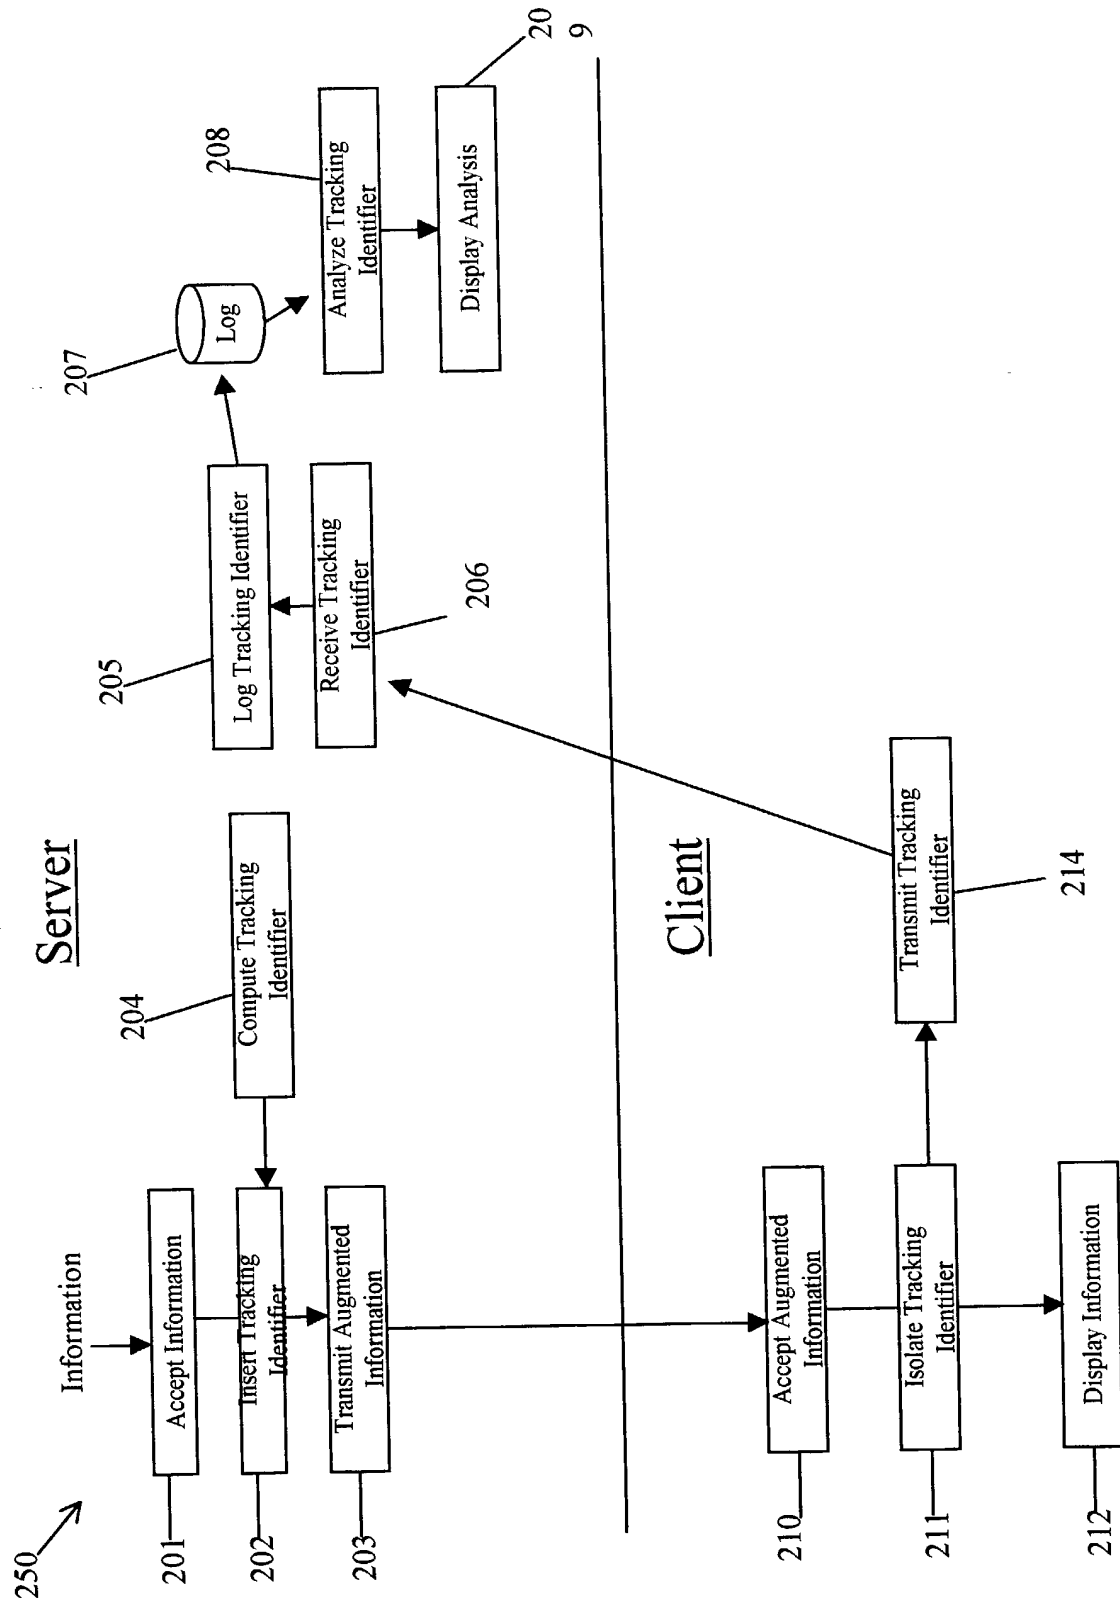 250
Information
Server
201
Accept Information
202
Insert Tracking
Identifier
203
Transmit Augmented
Information
204
Compute Tracking
Identifier
205
Log Tracking Identifier
Receive Tracking
Identifier
206
207
Log
208
Analyze Tracking
Identifier
Display Analysis
20
9
Client
210
Accept Augmented
Information
211
Isolate Tracking
Identifier
212
Display Information
Transmit Tracking
Identifier
214